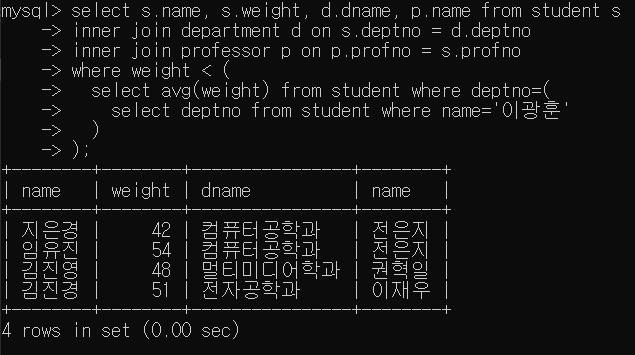 mysql> select s.name, s.weight, d.dname, p.name from student s
    -> inner join department d on s.deptno = d.deptno
    -> inner join professor p on p.profno = s.profno
    -> where weight < (
    ->   select avg(weight) from student where deptno=(
    ->     select deptno from student where name='이광훈'
    ->   )
    -> );
+--------+--------+----------------+--------+
| name   | weight | dname          | name   |
+--------+--------+----------------+--------+
| 지은경 |     42 | 컴퓨터공학과   | 전은지 |
| 임유진 |     54 | 컴퓨터공학과   | 전은지 |
| 김진영 |     48 | 멀티미디어학과 | 권혁일 |
| 김진경 |     51 | 전자공학과     | 이재우 |
+--------+--------+----------------+--------+
4 rows in set (0.00 sec)